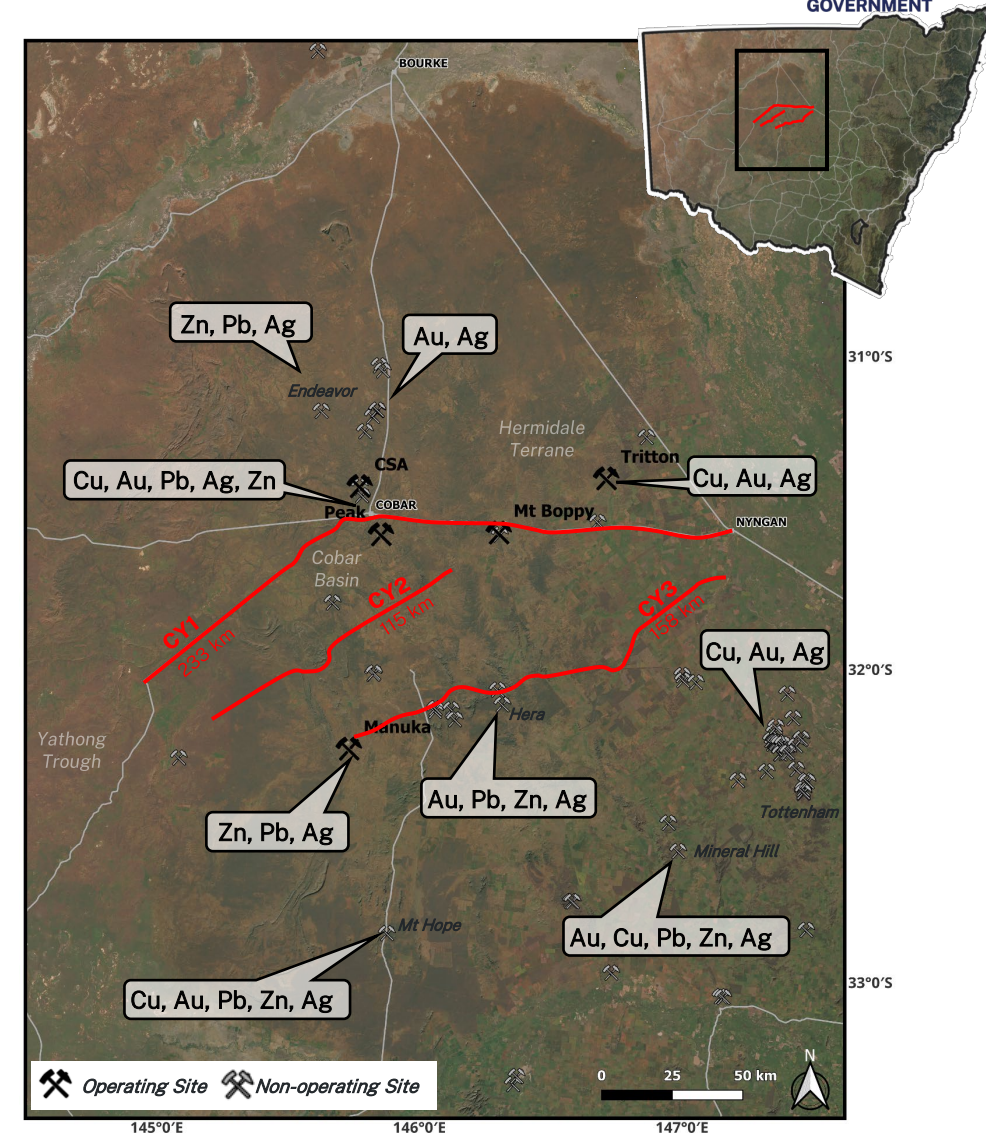 GOVERNMENT
BOURKE
Zn, Pb, Ag
Au, Ag
31°0′S
Endeavor
Hermidale
Terrane
Tritton
CSA
Cu, Au, Pb, Ag, Zn
Cu, Au, Ag
COBAR
Peak
Mt Boppy
NYNGAN
Cobar
Basin
CY1
233 km
CY2
115 km
CY3
158 km
Cu, Au, Ag
32°0′S
Hera
Manuka
Yathong
Trough
Au, Pb, Zn, Ag
Zn, Pb, Ag
Tottenham
Mineral Hill
Mt Hope
Au, Cu, Pb, Zn, Ag
33°0′S
Cu, Au, Pb, Zn, Ag
N
0 25 50 km
Operating Site Non-operating Site
145°0′E 146°0′E 147°0′E